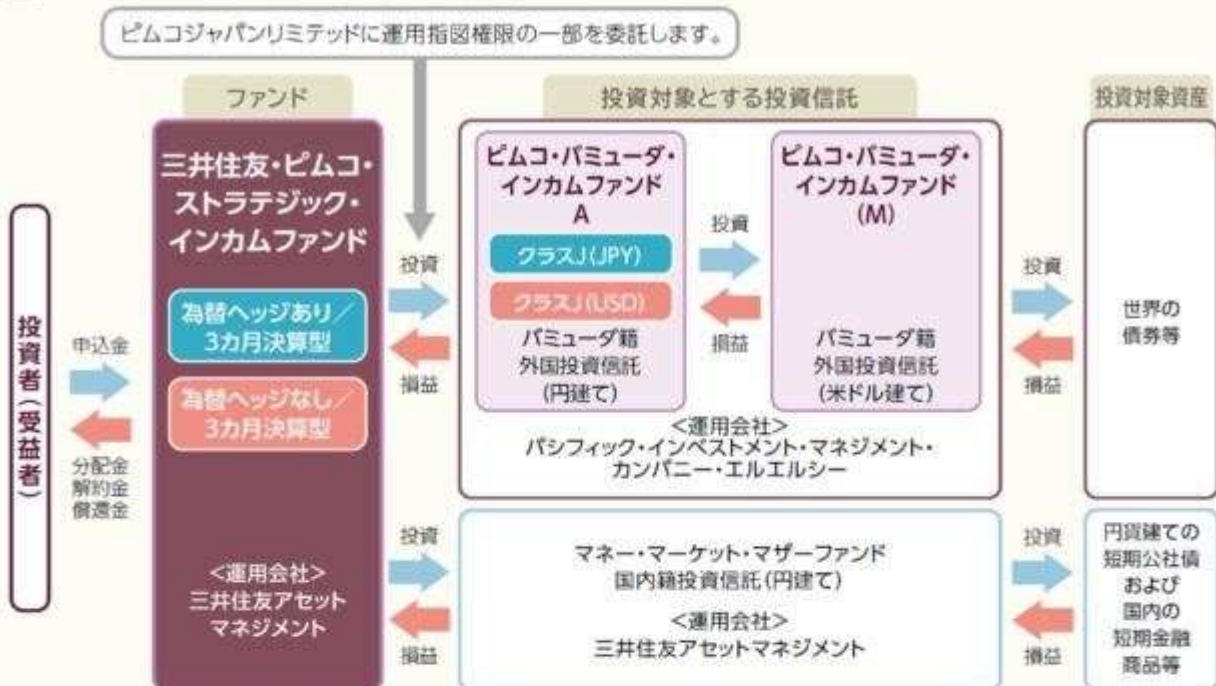 ピムコジャパンリミテッドに運用指図権限の一部を委託します。
ファンド
投資対象とする投資信託
投資対象資産
投資者(受益者)
申込金
分配金
解約金
償還金
三井住友・ピムコ・
ストラテジック・
インカムファンド
為替ヘッジあり／
3カ月決算型
為替ヘッジなし／
3カ月決算型
<運用会社>
三井住友アセット
マネジメント
投資
損益
ピムコ・バミューダ・
インカムファンド
A
クラスJ(JPY)
クラスJ(USD)
バミューダ籍
外国投資信託
(円建て)
投資
損益
ピムコ・バミューダ・
インカムファンド
(M)
バミューダ籍
外国投資信託
(米ドル建て)
<運用会社>
パシフィック・インベストメント・マネジメント・
カンパニー・エルエルシー
投資
損益
世界の
債券等
投資
損益
マネー・マーケット・マザーファンド
国内籍投資信託(円建て)
<運用会社>
三井住友アセットマネジメント
投資
損益
円貨建ての
短期公社債
および
国内の
短期金融
商品等